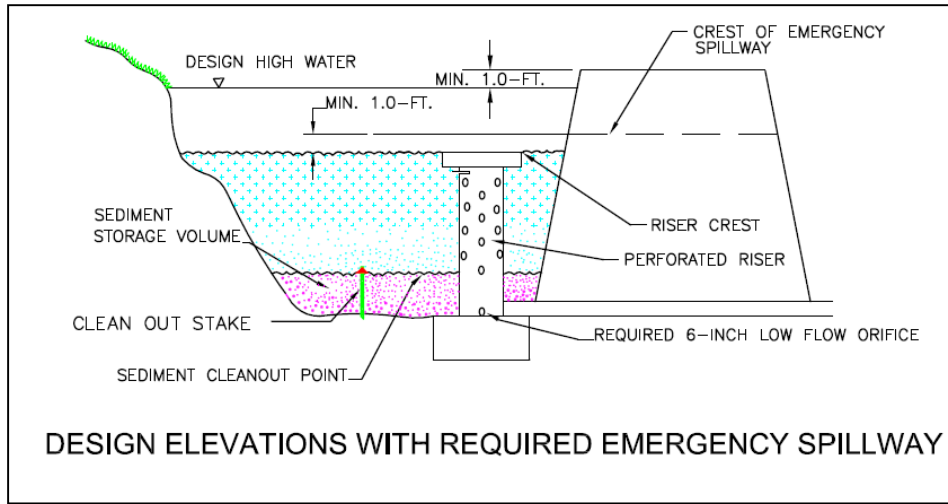 CREST OF EMERGENCY
SPILLWAY
DESIGN HIGH WATER
MIN. 1.0-FT.
MIN. 1.0-FT.
SEDIMENT
STORAGE VOLUME
RISER CREST
PERFORATED RISER
CLEAN OUT STAKE
REQUIRED 6-INCH LOW FLOW ORIFICE
SEDIMENT CLEANOUT POINT
DESIGN ELEVATIONS WITH REQUIRED EMERGENCY SPILLWAY